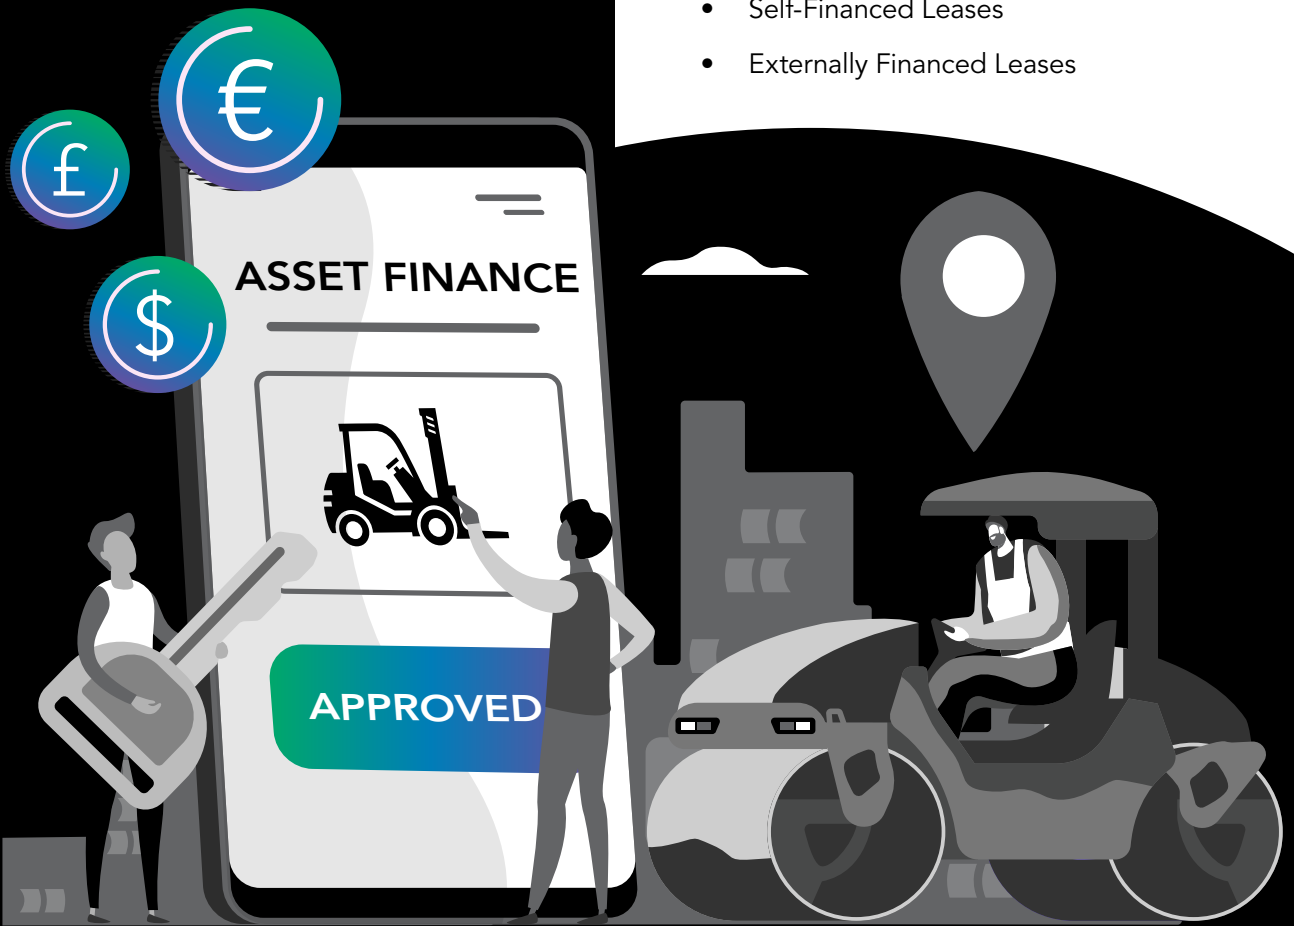 • Self-Financed Leases
• Externally Financed Leases
€
£
$
ASSET FINANCE
APPROVED